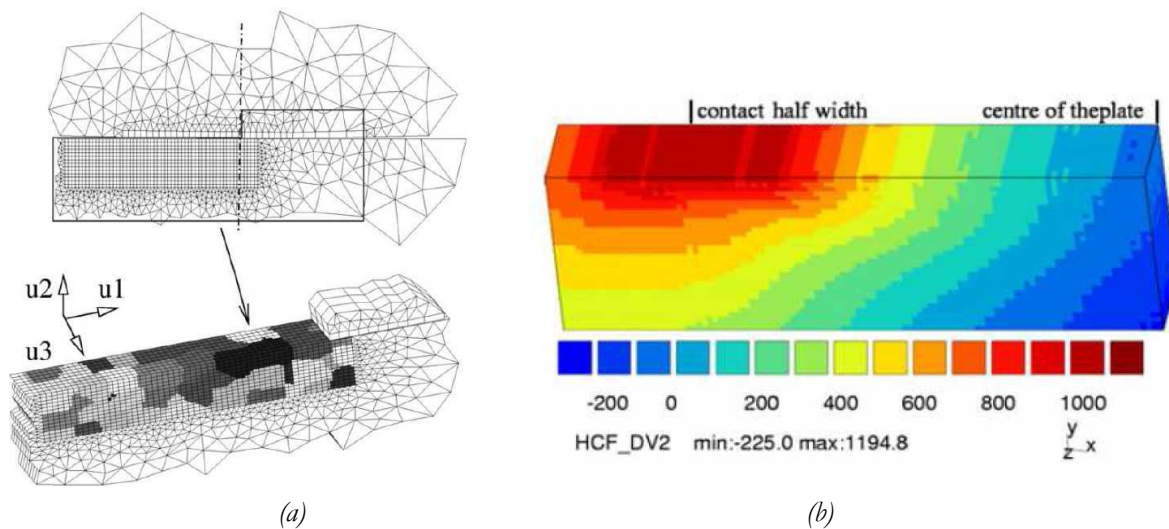 contact half width centre of theplate
u2
u1
u3
-200 0 200 400 600 800 1000
HCF_DV2 min:-225.0 max:1194.8
y
z x
(a) (b)